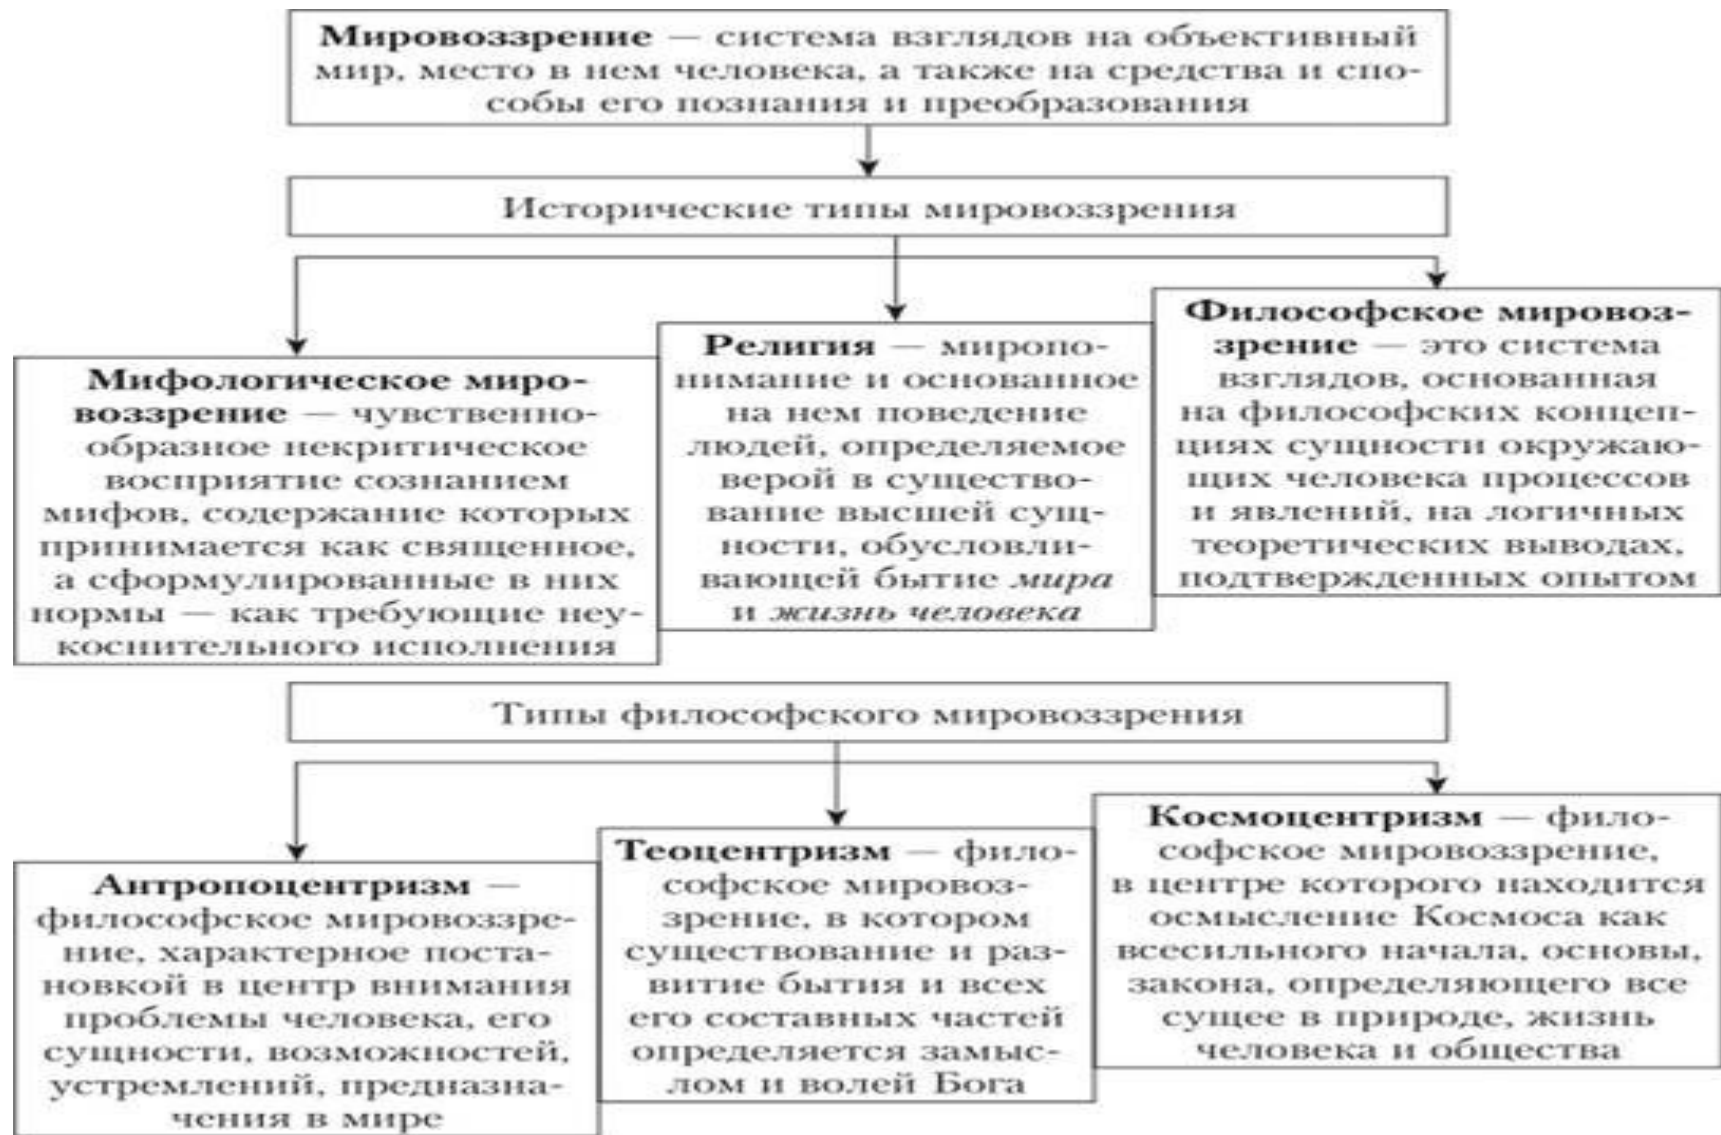 Мировоззрение — система взглядов на объективный
мир, место в нем человека, а также на средства и спо-
собы его познания и преобразования
Исторические типы мировоззрения
Мифологическое миро-
воззрение — чувственно-
образное некритическое
восприятие сознанием
мифов, содержание которых
принимается как священное,
а сформулированные в них
нормы — как требующие неу-
коснительного исполнения
Религия — миропо-
нимание и основанное
на нем поведение
людей, определяемое
верой в существо-
вание высшей сущ-
ности, обусловли-
вающей бытие мира
и жизнь человека
Философское мировоз-
зрение — это система
взглядов, основанная
на философских концеп-
циях сущности окружаю-
щих человека процессов
и явлений, на логичных
теоретических выводах,
подтвержденных опытом
Типы философского мировоззрения
Антропоцентризм —
философское мировоззре-
ние, характерное поста-
новкой в центр внимания
проблемы человека, его
сущности, возможностей,
устремлений, предназна-
чения в мире
Теоцентризм — фило-
софское мировоз-
зрение, в котором
существование и раз-
витие бытия и всех
его составных частей
определяется замыс-
лом и волей Бога
Космоцентризм — фило-
софское мировоззрение,
в центре которого находится
осмысление Космоса как
всесильного начала, основы,
закона, определяющего все
сущее в природе, жизнь
человека и общества